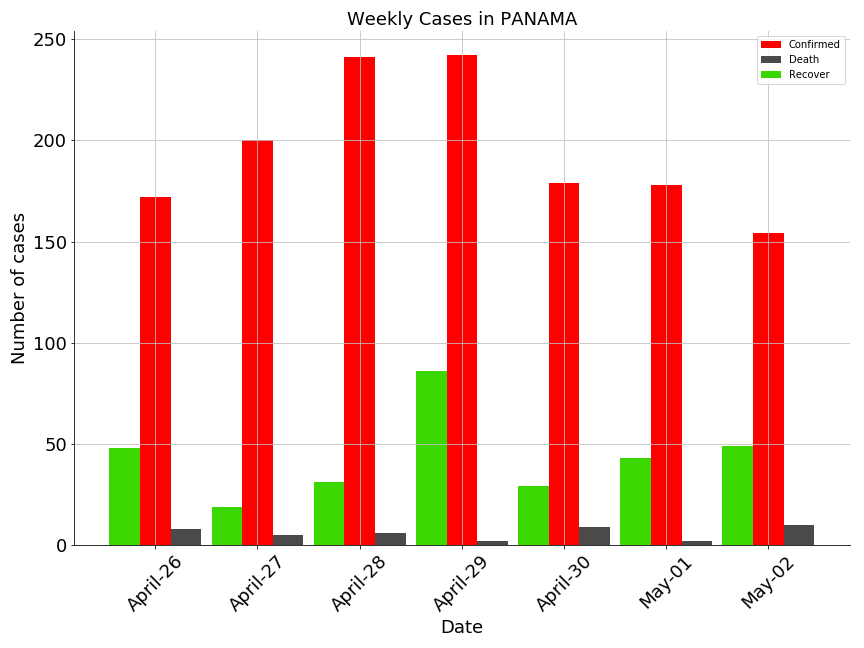 Weekly Cases in PANAMA
Confirmed
Death
Recover
Number of cases
250
200
150
100
50
0
April-26
April-27
April-28
April-29
April-30
May-01
May-02
Date